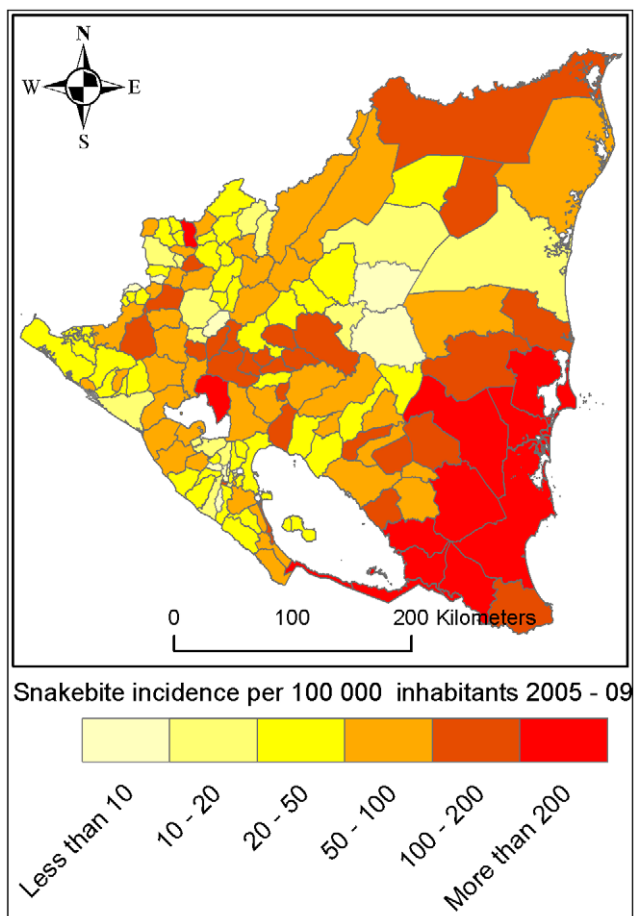 N
W E
S
0 100 200 Kilometers
Snakebite incidence per 100 000 inhabitants 2005 - 09
Less than 10
10 - 20
20 - 50
50 - 100
100 - 200
More than 200